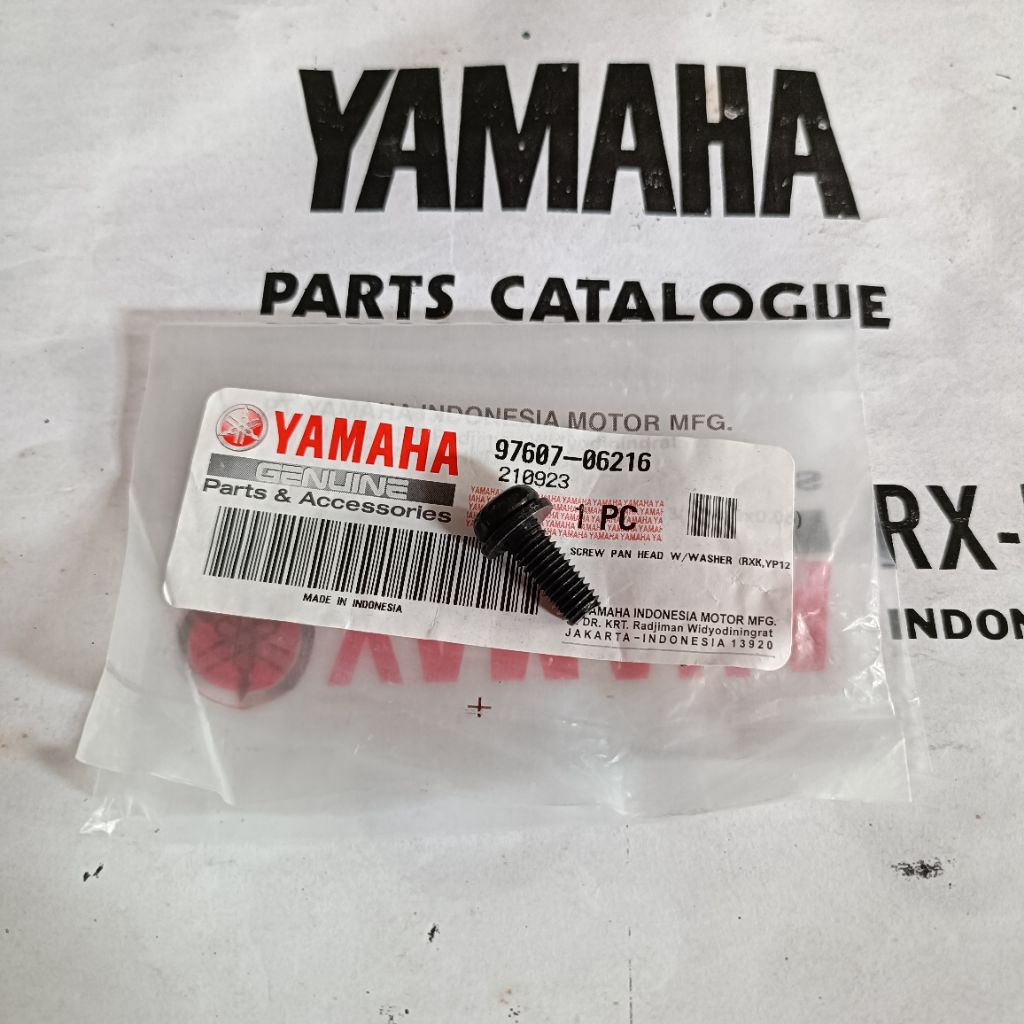 YAMAHA
PARTS CATALOGUE
RX-
INDON
YAMAHA INDONESIA MOTOR MFG.
YAMAHA
GENUINE
Parts & Accessories
97607-06216
210923
1 PC
SCREW PAN HEAD W/WASHER (RXK,YP12
MADE IN INDONESIA
YAMAHA INDONESIA MOTOR MFG.
DR. KRT. Radjiman Widyodiningrat
JAKARTA-INDONESIA 13920